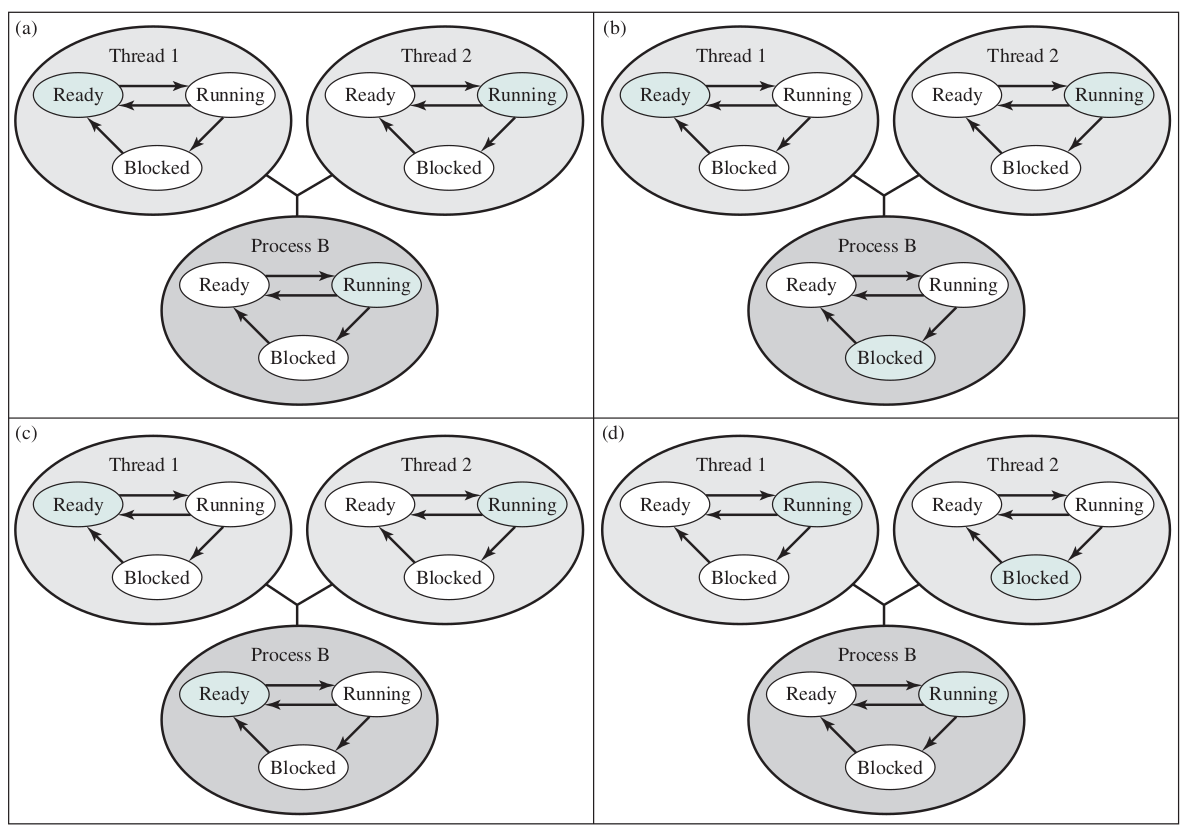 (a)
Thread 1
Ready
Running
Blocked
Thread 2
Ready
Running
Blocked
Process B
Ready
Running
Blocked
(b)
Thread 1
Ready
Running
Blocked
Thread 2
Ready
Running
Blocked
Process B
Ready
Running
Blocked
(c)
Thread 1
Ready
Running
Blocked
Thread 2
Ready
Running
Blocked
Process B
Ready
Running
Blocked
(d)
Thread 1
Ready
Running
Blocked
Thread 2
Ready
Running
Blocked
Process B
Ready
Running
Blocked